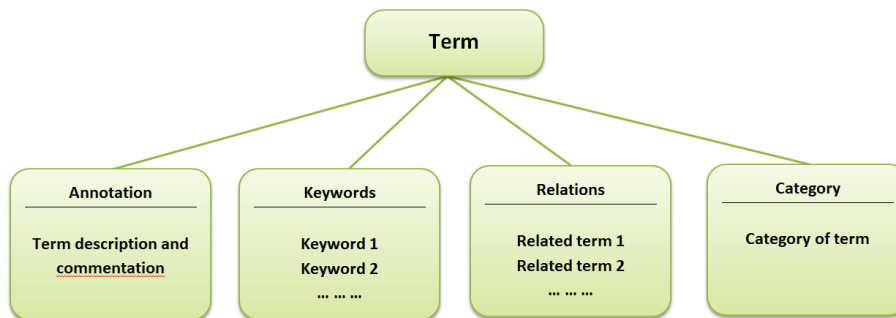 Term
Annotation
Term description and
commentation
Keywords
Keyword 1
Keyword 2
... ... ...
Relations
Related term 1
Related term 2
... ... ...
Category
Category of term